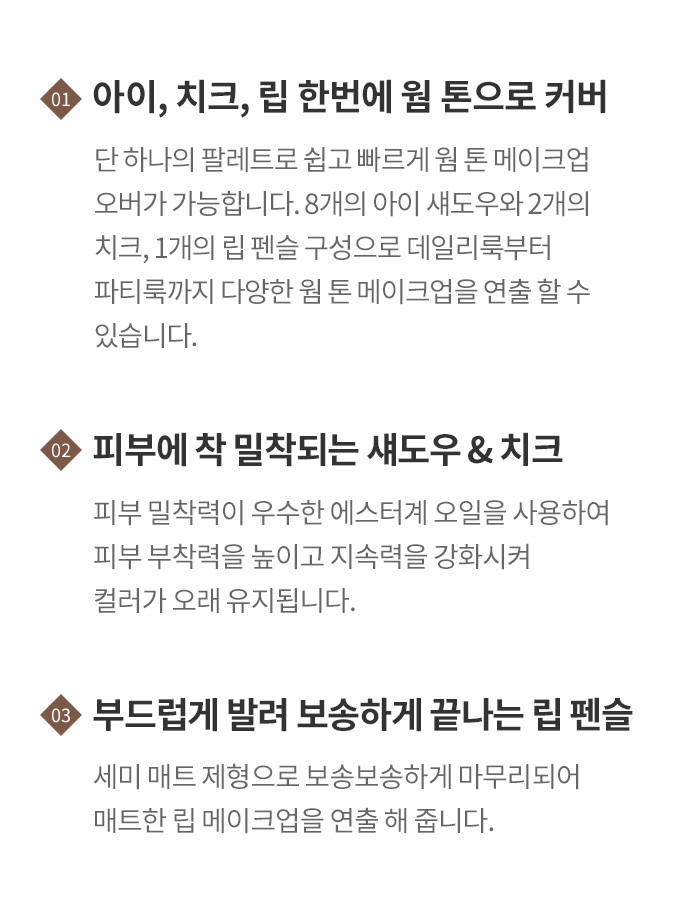 01 아이, 치크, 립 한번에 웜 톤으로 커버
단 하나의 팔레트로 쉽고 빠르게 웜 톤 메이크업
오버가 가능합니다. 8개의 아이 섀도우와 2개의
치크, 1개의 립 펜슬 구성으로 데일리룩부터
파티룩까지 다양한 웜 톤 메이크업을 연출 할 수
있습니다.
02 피부에 착 밀착되는 섀도우 & 치크
피부 밀착력이 우수한 에스터계 오일을 사용하여
피부 부착력을 높이고 지속력을 강화시켜
컬러가 오래 유지됩니다.
03 부드럽게 발려 보송하게 끝나는 립 펜슬
세미 매트 제형으로 보송보송하게 마무리되어
매트한 립 메이크업을 연출 해 줍니다.